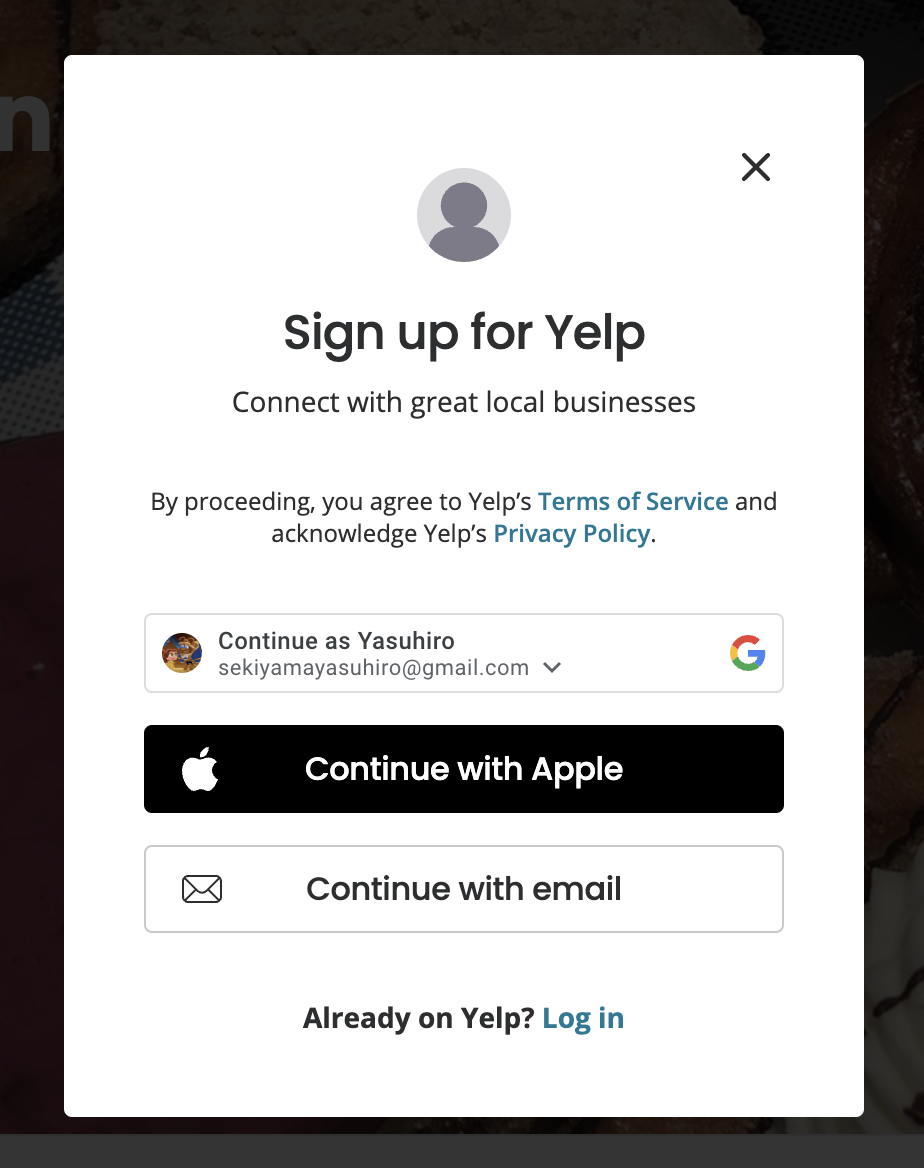 n
Sign up for Yelp
Connect with great local businesses
By proceeding, you agree to Yelp’s Terms of Service and
acknowledge Yelp’s Privacy Policy.
Continue as Yasuhiro
sekiyamayasuhiro@gmail.com
Continue with Apple
Continue with email
Already on Yelp? Log in